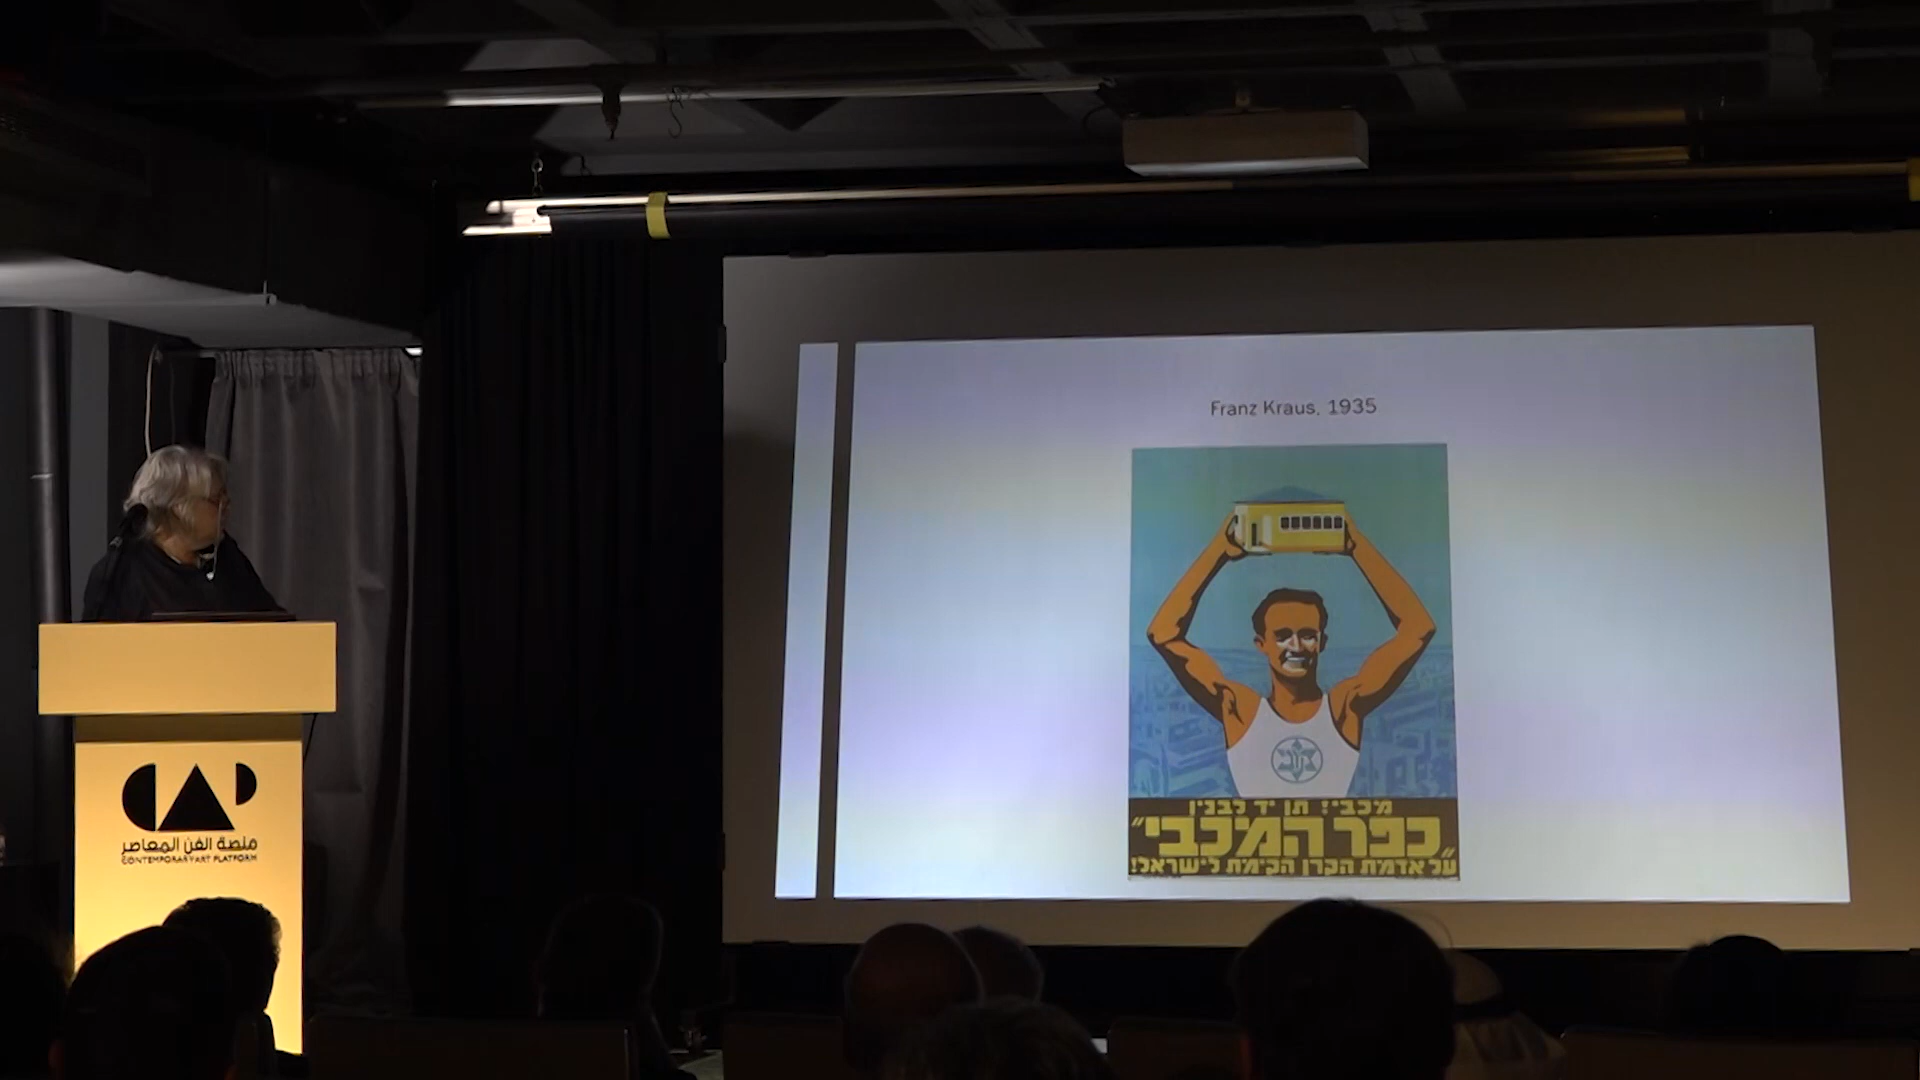 Franz Kraus, 1935
מכבי! תן יד לבנין
„כפר המכבי"
על אדמת הקרן הקימת לישראל!
CAP
منصة الفن المعاصر
CONTEMPORARY ART PLATFORM